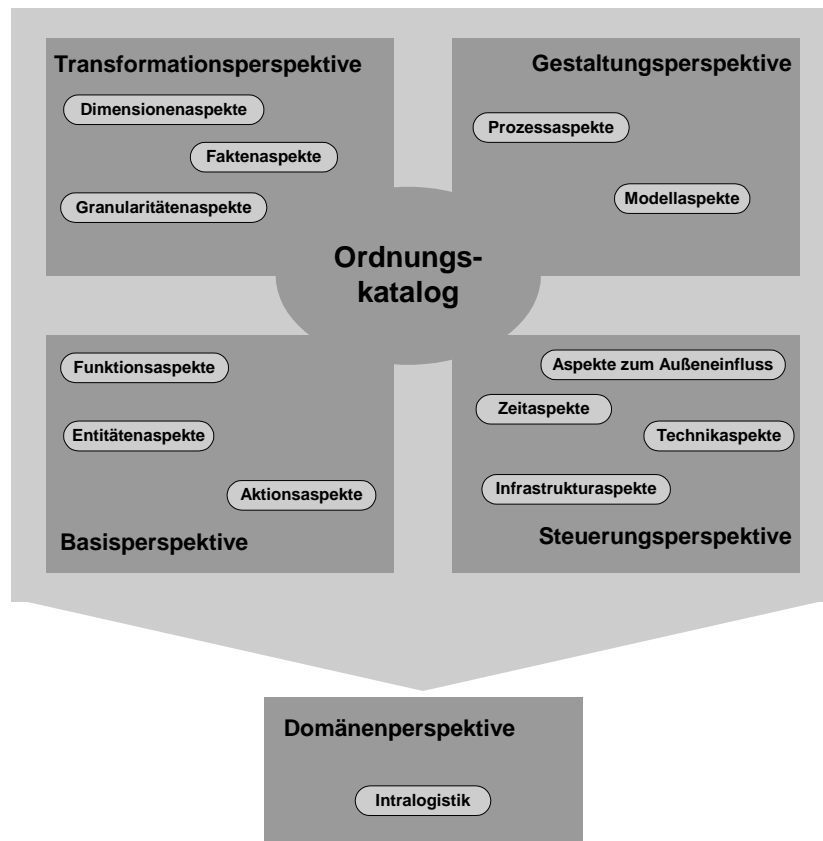 Transformationsperspektive
Dimensionenaspekte
Faktenaspekte
Granularitätenaspekte
Gestaltungsperspektive
Prozessaspekte
Modellaspekte
Ordnungs-
katalog
Funktionsaspekte
Entitätenaspekte
Aktionsaspekte
Basisperspektive
Aspekte zum Außeneinfluss
Zeitaspekte
Technikaspekte
Infrastrukturaspekte
Steuerungsperspektive
Domänenperspektive
Intralogistik